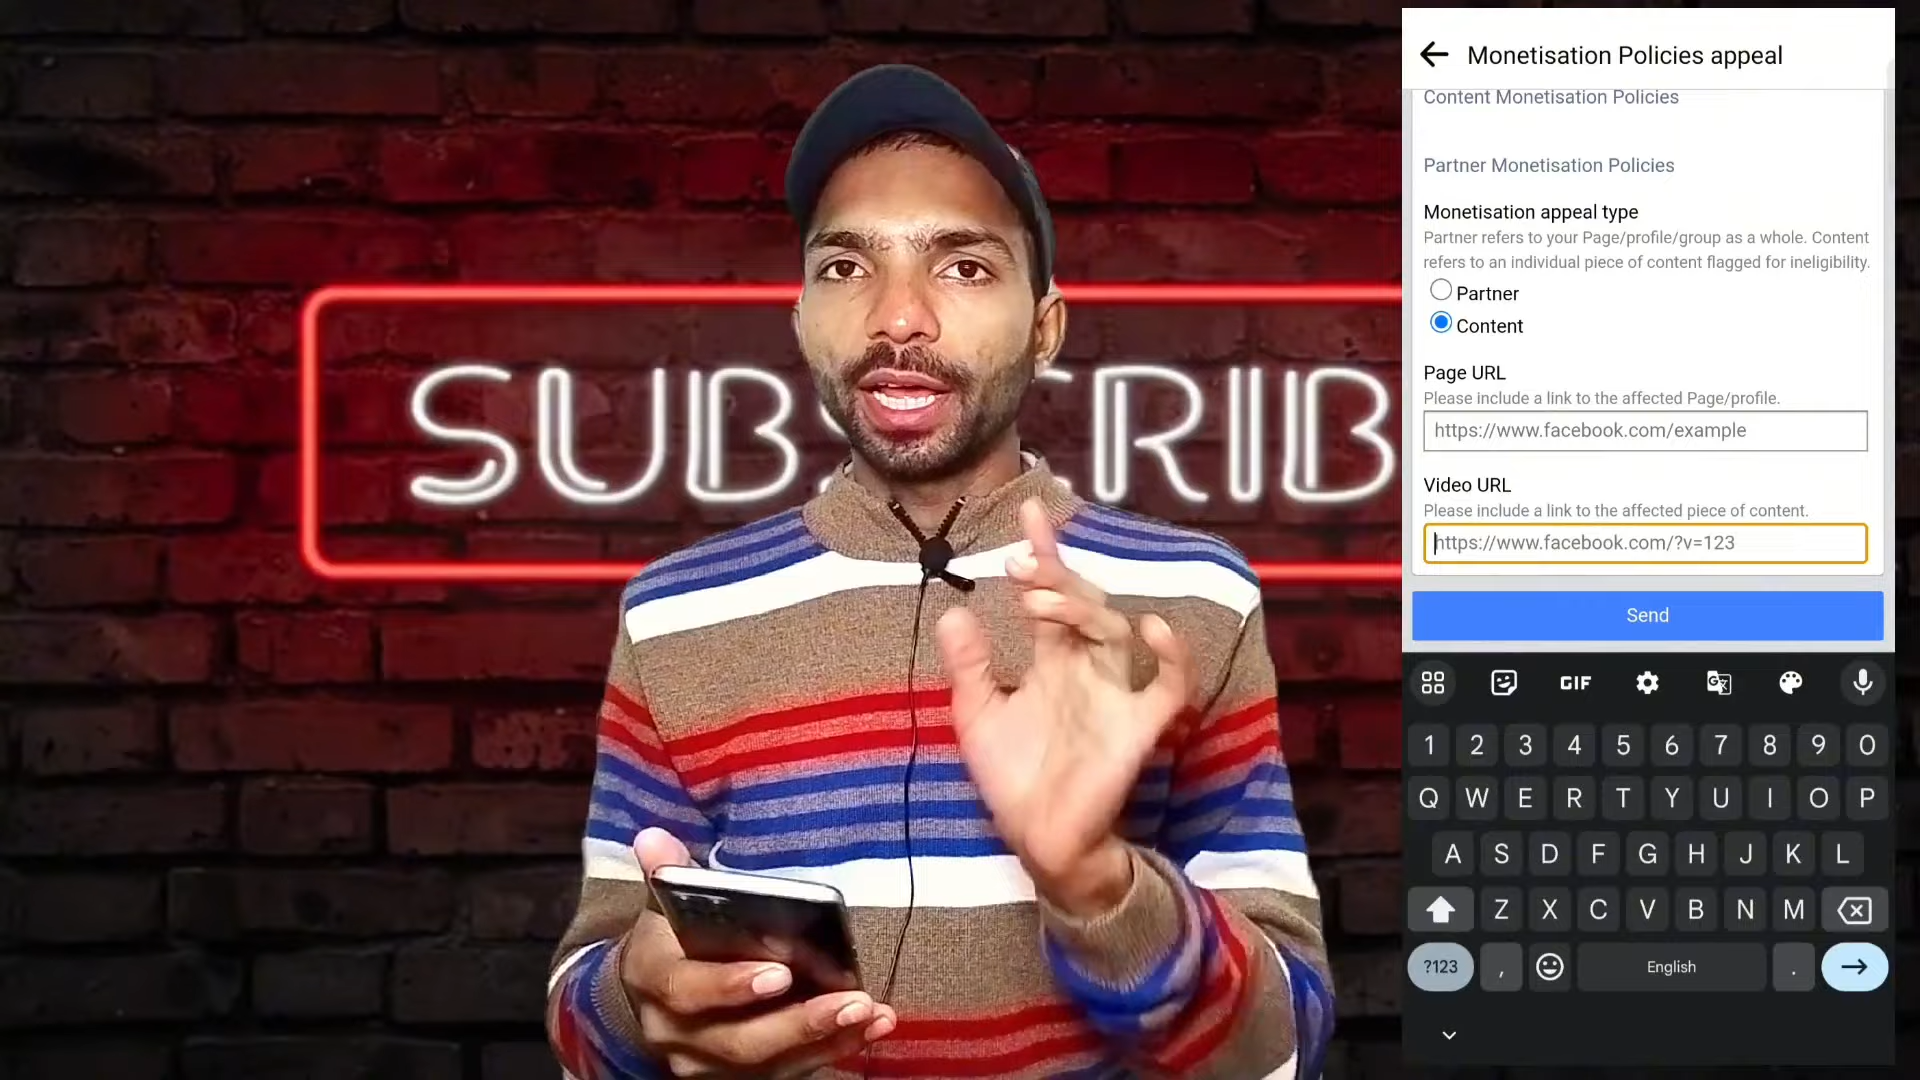 Monetisation Policies appeal
Content Monetisation Policies
Partner Monetisation Policies
Monetisation appeal type
Partner refers to your Page/profile/group as a whole. Content
refers to an individual piece of content flagged for ineligibility.
Partner
Content
Page URL
Please include a link to the affected Page/profile.
https://www.facebook.com/example
Video URL
Please include a link to the affected piece of content.
https://www.facebook.com/?v=123
Send
GIF
1 2 3 4 5 6 7 8 9 0
Q W E R T Y U I O P
A S D F G H J K L
Z X C V B N M
?123 , English .
SUBSCRIB